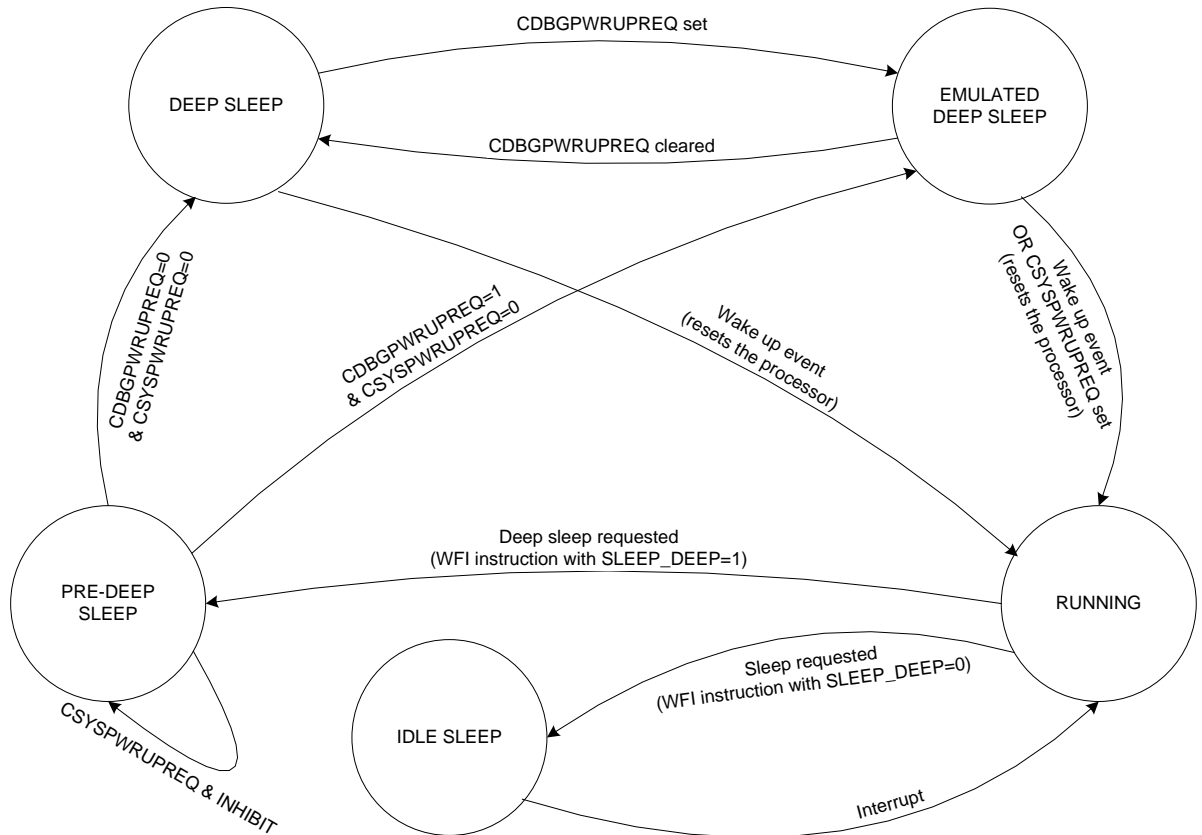 CDBGPWRUPREQ set
DEEP SLEEP
EMULATED
DEEP SLEEP
CDBGPWRUPREQ cleared
CDBGPWRUPREQ=0
& CSYSPWRUPREQ=0
CDBGPWRUPREQ=1
& CSYSPWRUPREQ=0
Wake up event
(resets the processor)
Wake up event
OR CSYSPWRUPREQ set
(resets the processor)
Deep sleep requested
(WFI instruction with SLEEP_DEEP=1)
PRE-DEEP
SLEEP
RUNNING
Sleep requested
(WFI instruction with SLEEP_DEEP=0)
CSYSPWRUPREQ & INHIBIT
IDLE SLEEP
Interrupt